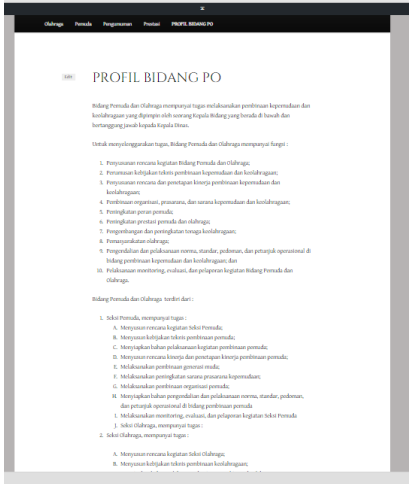 Olahraga Pemuda Pengumuman Prestasi PROFIL BIDANG PO
Edit
PROFIL BIDANG PO
Bidang Pemuda dan Olahraga mempunyai tugas melaksanakan pembinaan kepemudaan dan
keolahragaan yang dipimpin oleh seorang Kepala Bidang yang berada di bawah dan
bertanggung jawab kepada Kepala Dinas.
Untuk menyelenggarakan tugas, Bidang Pemuda dan Olahraga mempunyai fungsi :
1. Penyusunan rencana kegiatan Bidang Pemuda dan Olahraga;
2. Perumusan kebijakan teknis pembinaan kepemudaan dan keolahragaan;
3. Penyusunan rencana dan penetapan kinerja pembinaan kepemudaan dan
keolahragaan;
4. Pembinaan organisasi, prasarana, dan sarana kepemudaan dan keolahragaan;
5. Peningkatan peran pemuda;
6. Peningkatan prestasi pemuda dan olahraga;
7. Pengembangan dan peningkatan tenaga keolahragaan;
8. Pemasyarakatan olahraga;
9. Pengendalian dan pelaksanaan norma, standar, pedoman, dan petunjuk operasional di
bidang pembinaan kepemudaan dan keolahragaan; dan
10. Pelaksanaan monitoring, evaluasi, dan pelaporan kegiatan Bidang Pemuda dan
Olahraga.
Bidang Pemuda dan Olahraga terdiri dari :
1. Seksi Pemuda, mempunyai tugas :
A. Menyusun rencana kegiatan Seksi Pemuda;
B. Menyusun kebijakan teknis pembinaan pemuda;
C. Menyiapkan bahan pelaksanaan kegiatan pembinaan pemuda;
D. Menyusun rencana kinerja dan penetapan kinerja pembinaan pemuda;
E. Melaksanakan pembinaan generasi muda;
F. Melaksanakan peningkatan sarana prasarana kepemudaan;
G. Melaksanakan pembinaan organisasi pemuda;
H. Menyiapkan bahan pengendalian dan pelaksanaan norma, standar, pedoman,
dan petunjuk operasional di bidang pembinaan pemuda
I. Melaksanakan monitoring, evaluasi, dan pelaporan kegiatan Seksi Pemuda
J. Seksi Olahraga, mempunyai tugas :
2. Seksi Olahraga, mempunyai tugas :
A. Menyusun rencana kegiatan Seksi Olahraga;
B. Menyusun kebijakan teknis pembinaan keolahragaan;